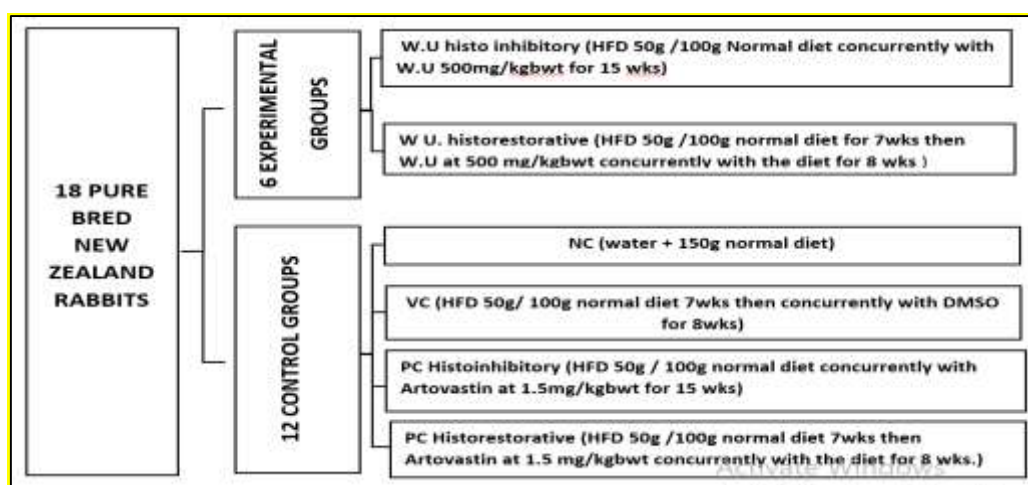 18 PURE
BRED
NEW
ZEALAND
RABBITS
6 EXPERIMENTAL
GROUPS
W.U histo inhibitory (HFD 50g /100g Normal diet concurrently with
W.U 500mg/kgbwt for 15 wks)
W U. historestorative (HFD 50g /100g normal diet for 7wks then
W.U at 500 mg/kgbwt concurrently with the diet for 8 wks )
12 CONTROL GROUPS
NC (water + 150g normal diet)
VC (HFD 50g/ 100g normal diet 7wks then concurrently with DMSO
for 8wks)
PC Histoinhibitory (HFD 50g / 100g normal diet concurrently with
Artovastin at 1.5mg/kgbwt for 15 wks)
PC Historestorative (HFD 50g /100g normal diet 7wks then
Artovastin at 1.5 mg/kgbwt concurrently with the diet for 8 wks.)
Activate Windows